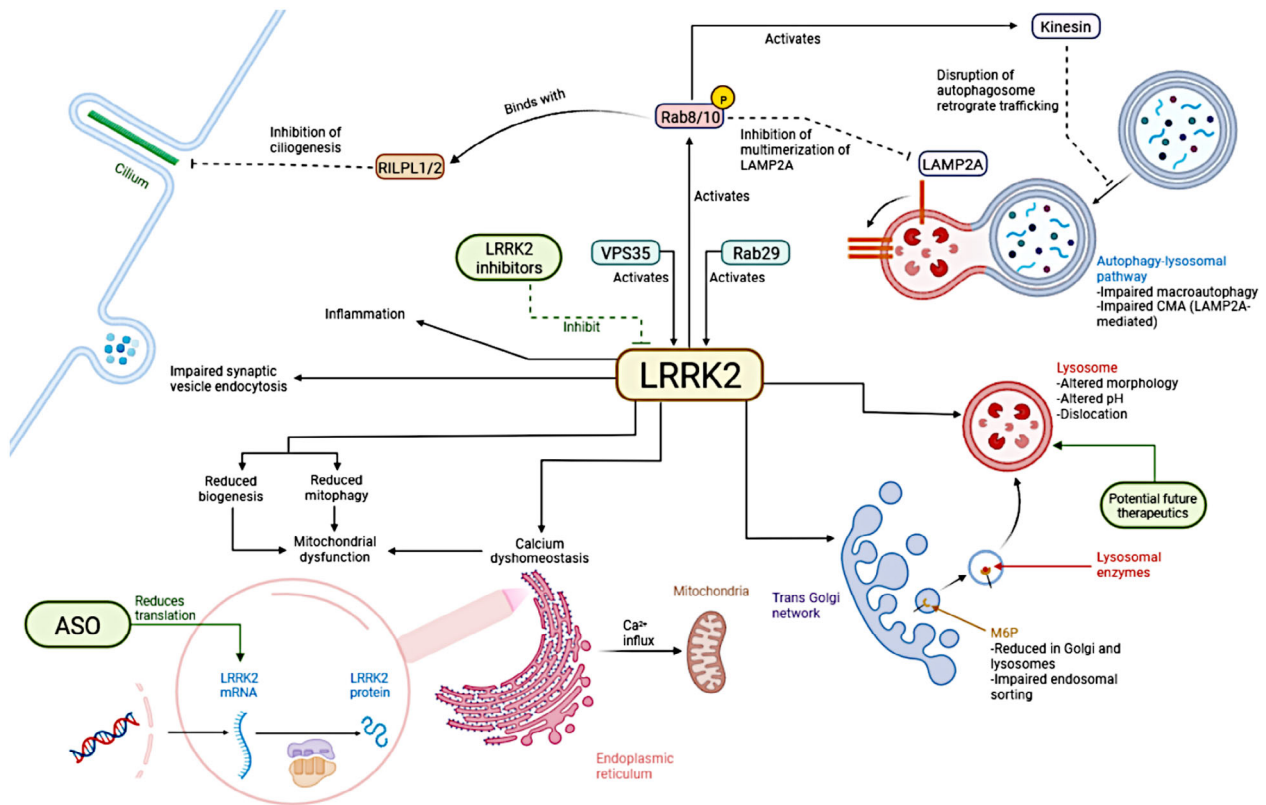 Activates
Kinesin
Disruption of
autophagosome
retrograte trafficking
Binds with
P
Rab8/10
Inhibition of
ciliogenesis
Inhibition of
multimerization of
LAMP2A
RILPL1/2
LAMP2A
Cilium
Activates
LRRK2
inhibitors
VPS35
Rab29
Activates
Activates
Autophagy-lysosomal
pathway
-Impaired macroautophagy
-Impaired CMA (LAMP2A-
mediated)
Inflammation
Inhibit
LRRK2
Impaired synaptic
vesicle endocytosis
Lysosome
-Altered morphology
-Altered pH
-Dislocation
Reduced
biogenesis
Reduced
mitophagy
Potential future
therapeutics
Mitochondrial
dysfunction
Calcium
dyshomeostasis
Lysosomal
enzymes
Mitochondria
Trans Golgi
network
ASO
Reduces
translation
Ca²⁺
influx
M6P
-Reduced in Golgi and
lysosomes
-Impaired endosomal
sorting
LRRK2
mRNA
LRRK2
protein
Endoplasmic
reticulum